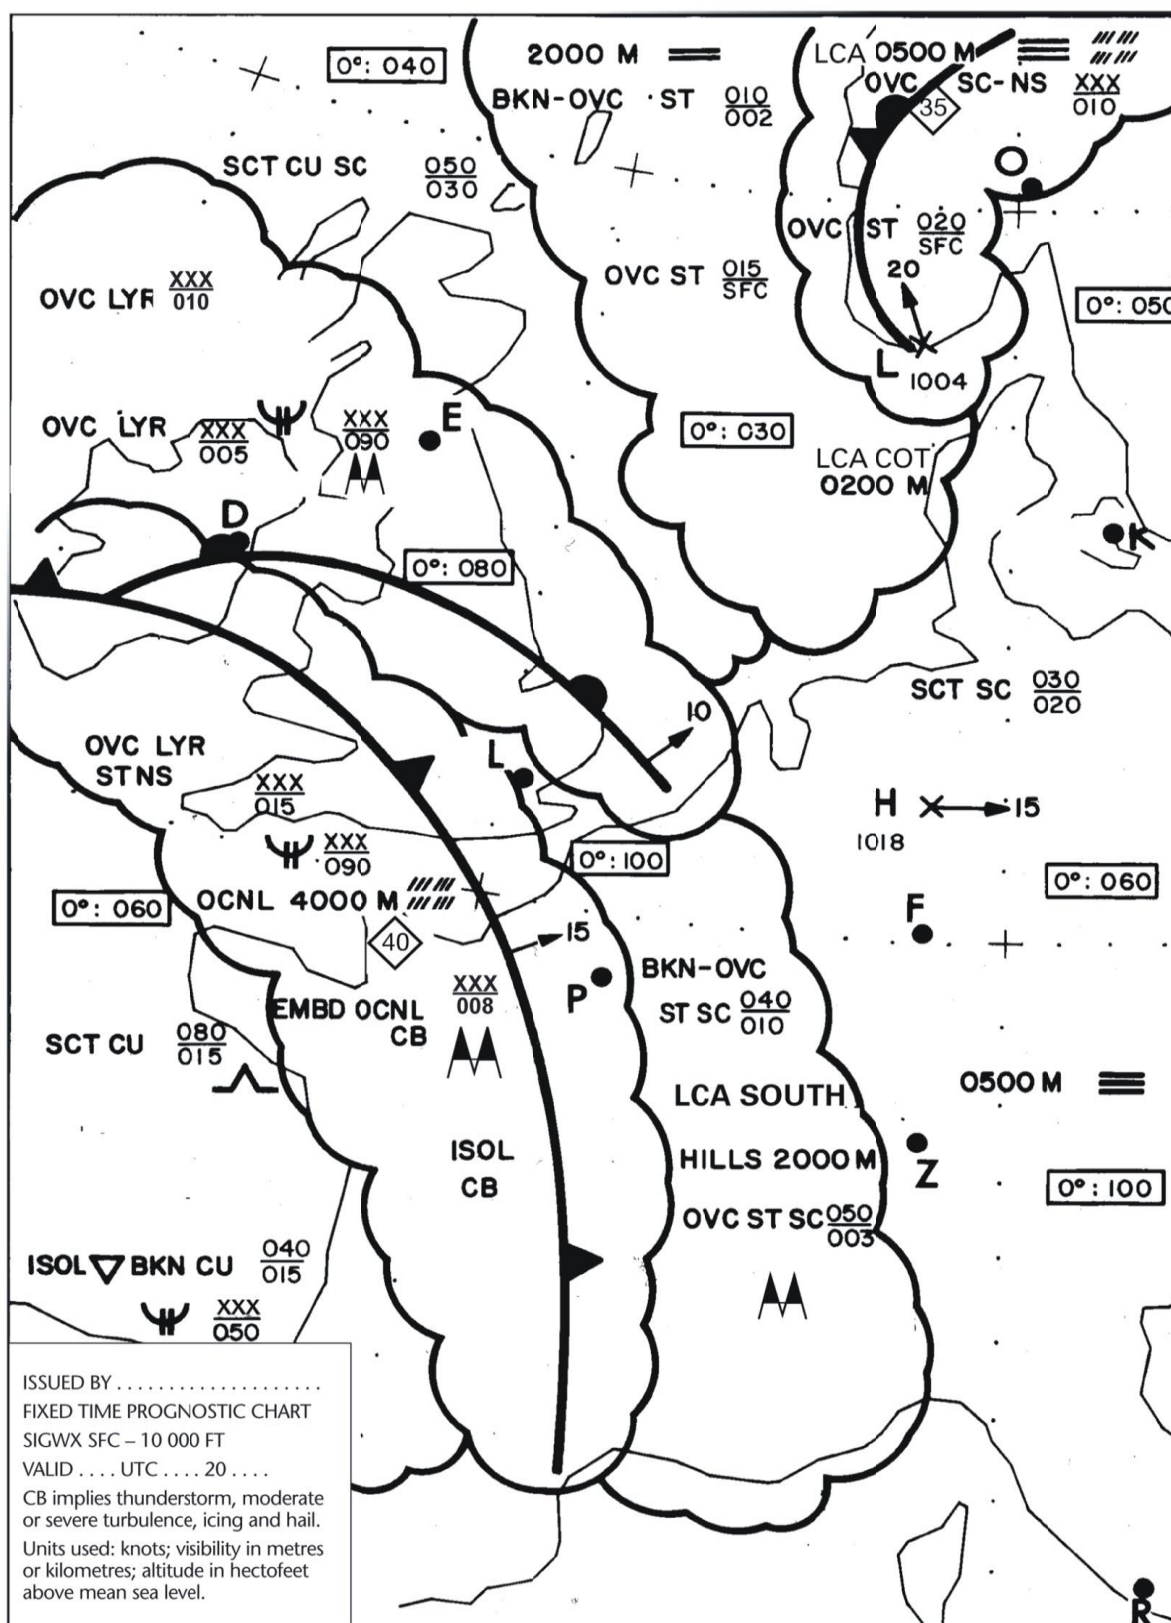 0°: 040
2000 M
BKN-OVC ST 010
002
LCA 0500 M
OVC SC-NS XXX
010
35
SCT CU SC 050
030
O
OVC ST 020
SFC
20
OVC LYR XXX
010
OVC ST 015
SFC
0°: 050
L 1004
OVC LYR XXX
005
XXX
090
E
0°: 030
LCA COT
0200 M
D
K
0°: 080
SCT SC 030
020
10
OVC LYR
STNS
XXX
015
L
H 15
1018
XXX
090
0°: 100
0°: 060
OCNL 4000 M
0°: 060
40
15
F
EMBD OCNL
CB
XXX
008
P
BKN-OVC
ST SC 040
010
SCT CU 080
015
LCA SOUTH
0500 M
ISOL
CB
HILLS 2000 M
Z
0°: 100
OVC ST SC 050
003
ISOL BKN CU 040
015
XXX
050
ISSUED BY . . . . . . . . . . . . . . . . . . . . .
FIXED TIME PROGNOSTIC CHART
SIGWX SFC – 10 000 FT
VALID . . . . UTC . . . . 20 . . . .
CB implies thunderstorm, moderate
or severe turbulence, icing and hail.
Units used: knots; visibility in metres
or kilometres; altitude in hectofeet
above mean sea level.
R